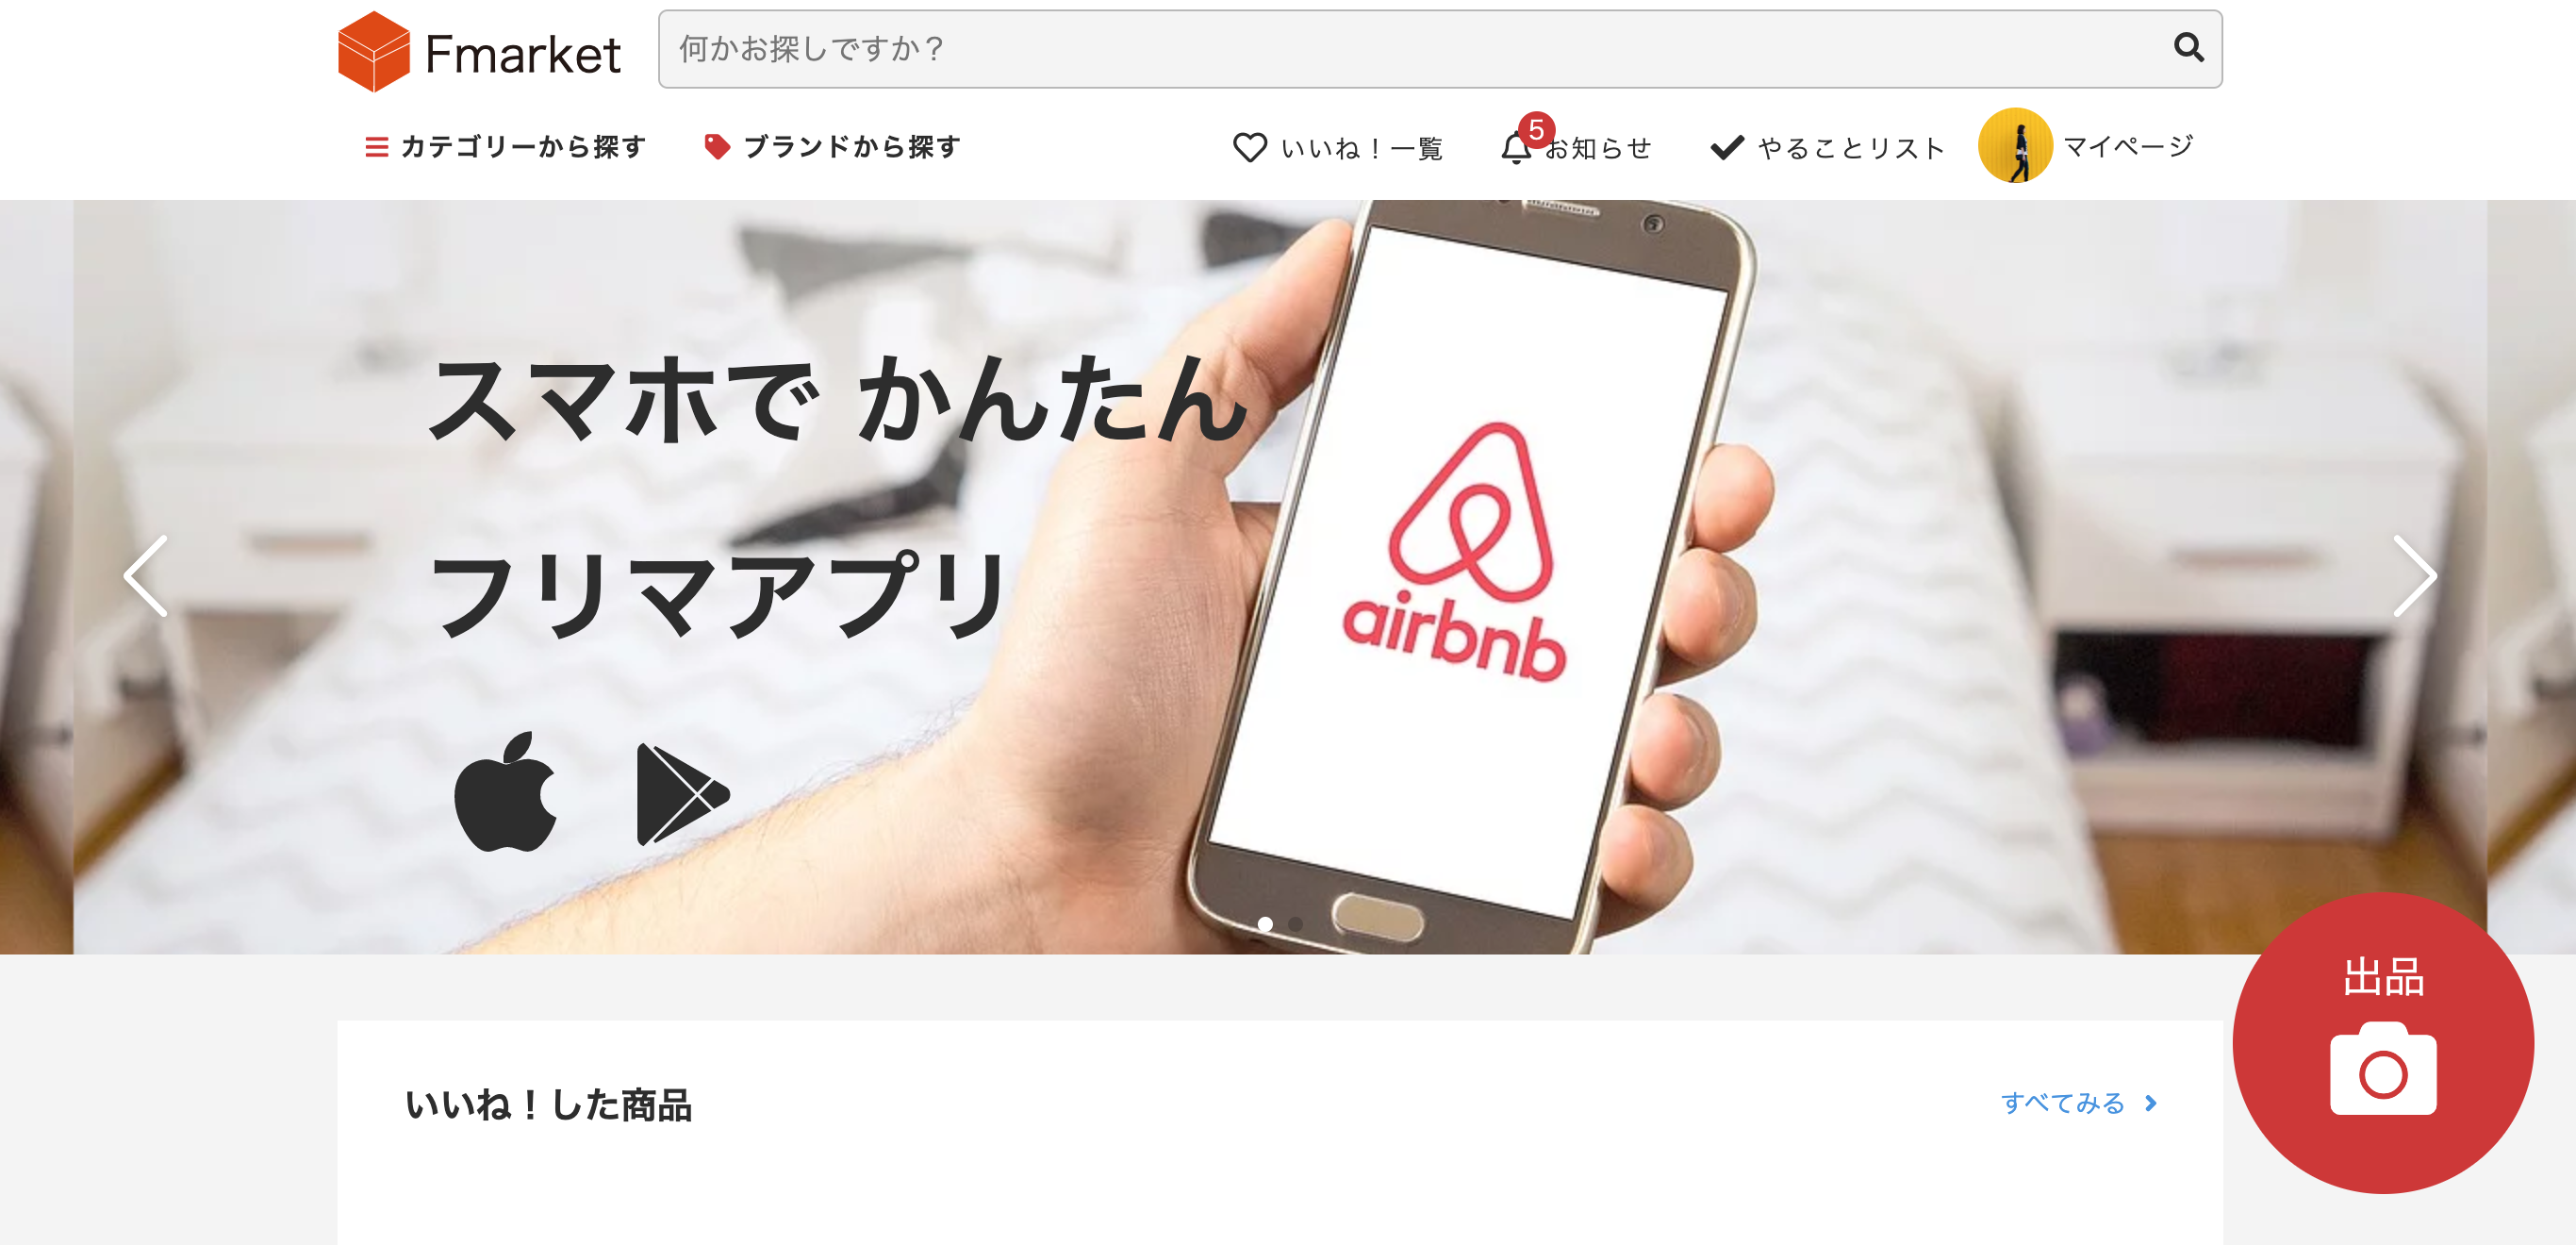 Fmarket
何かお探しですか？
カテゴリーから探す
ブランドから探す
いいね！一覧
5
お知らせ
やることリスト
マイページ
スマホで かんたん
フリマアプリ
airbnb
出品
いいね！した商品
すべてみる